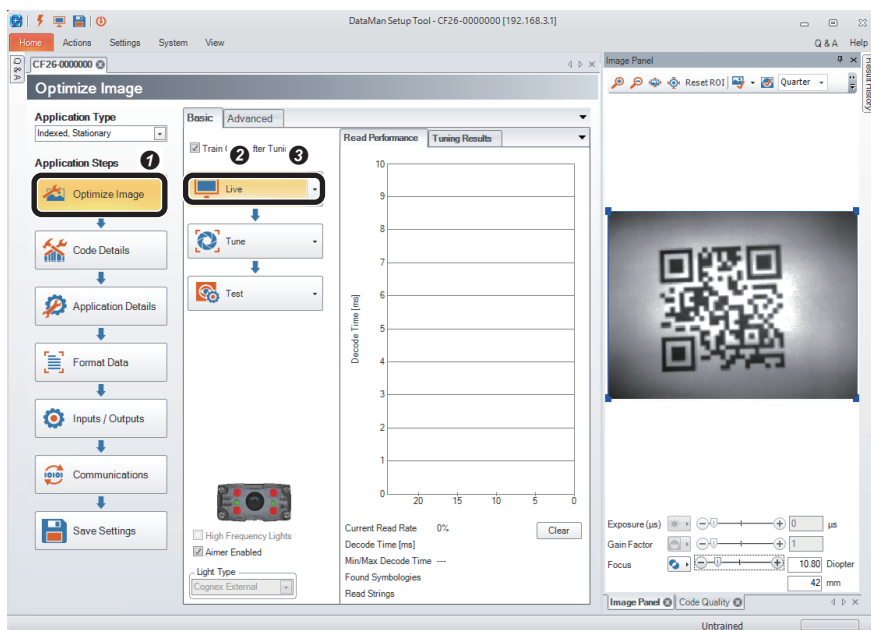 DataMan Setup Tool - CF26-0000000 [192.168.3.1]
Home Actions Settings System View Q & A Help
Q & A
CF26-0000000
Optimize Image
Application Type
Indexed, Stationary
Application Steps
1
Optimize Image
Code Details
Application Details
Format Data
Inputs / Outputs
Communications
Save Settings
Basic Advanced
Train
2
fter Tuni
3
Live
Tune
Test
High Frequency Lights
Aimer Enabled
Light Type
Cognex External
Read Performance Tuning Results
Decode Time [ms]
10
9
8
7
6
5
4
3
2
1
0
20 15 10 5 0
Current Read Rate 0% Clear
Decode Time [ms]
Min/Max Decode Time ---
Found Symbologies
Read Strings
Image Panel
Reset ROI Quarter
Result History
Exposure (µs) 0 µs
Gain Factor 1
Focus 10.80 Diopter
42 mm
Image Panel Code Quality
Untrained